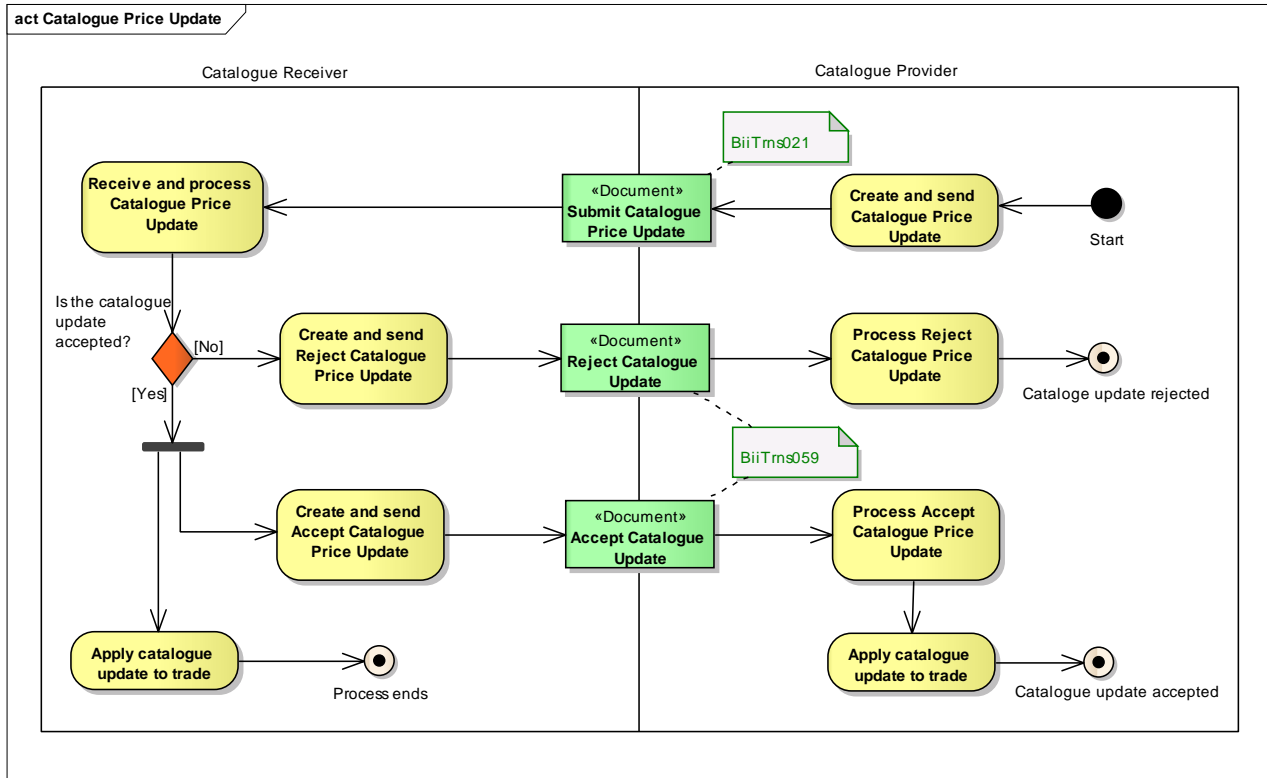 act Catalogue Price Update
Catalogue Receiver
Catalogue Provider
BiiTrns021
Receive and process
Catalogue Price
Update
«Document»
Submit Catalogue
Price Update
Create and send
Catalogue Price
Update
Start
Is the catalogue
update
accepted?
[No]
[Yes]
Create and send
Reject Catalogue
Price Update
«Document»
Reject Catalogue
Update
Process Reject
Catalogue Price
Update
Cataloge update rejected
BiiTrns059
Create and send
Accept Catalogue
Price Update
«Document»
Accept Catalogue
Update
Process Accept
Catalogue Price
Update
Apply catalogue
update to trade
Process ends
Apply catalogue
update to trade
Catalogue update accepted